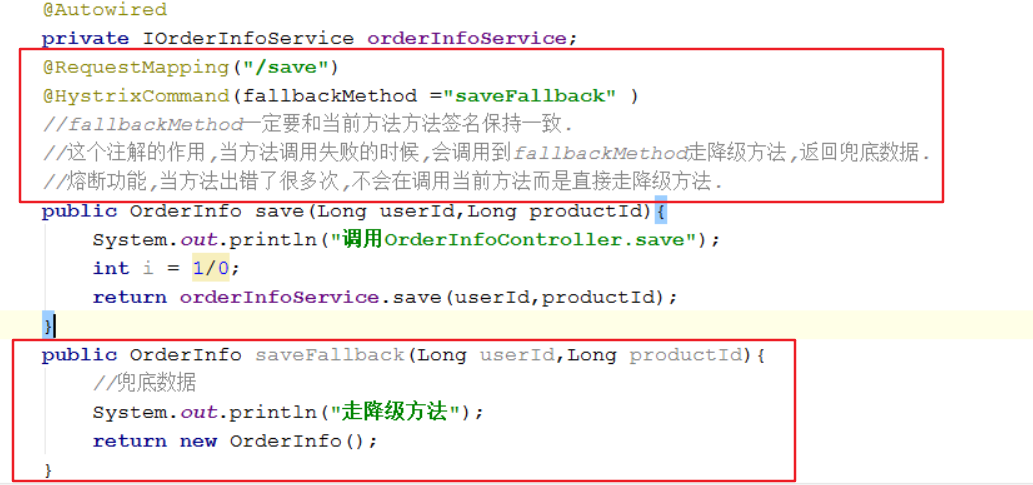 @Autowired
private IOrderInfoService orderInfoService;
@RequestMapping("/save")
@HystrixCommand(fallbackMethod ="saveFallback" )
//fallbackMethod一定要和当前方法方法签名保持一致.
//这个注解的作用,当方法调用失败的时候,会调用到fallbackMethod走降级方法,返回兜底数据.
//熔断功能,当方法出错了很多次,不会在调用当前方法而是直接走降级方法.
public OrderInfo save(Long userId,Long productId){
System.out.println("调用OrderInfoController.save");
int i = 1/0;
return orderInfoService.save(userId,productId);
}
public OrderInfo saveFallback(Long userId,Long productId){
//兜底数据
System.out.println("走降级方法");
return new OrderInfo();
}